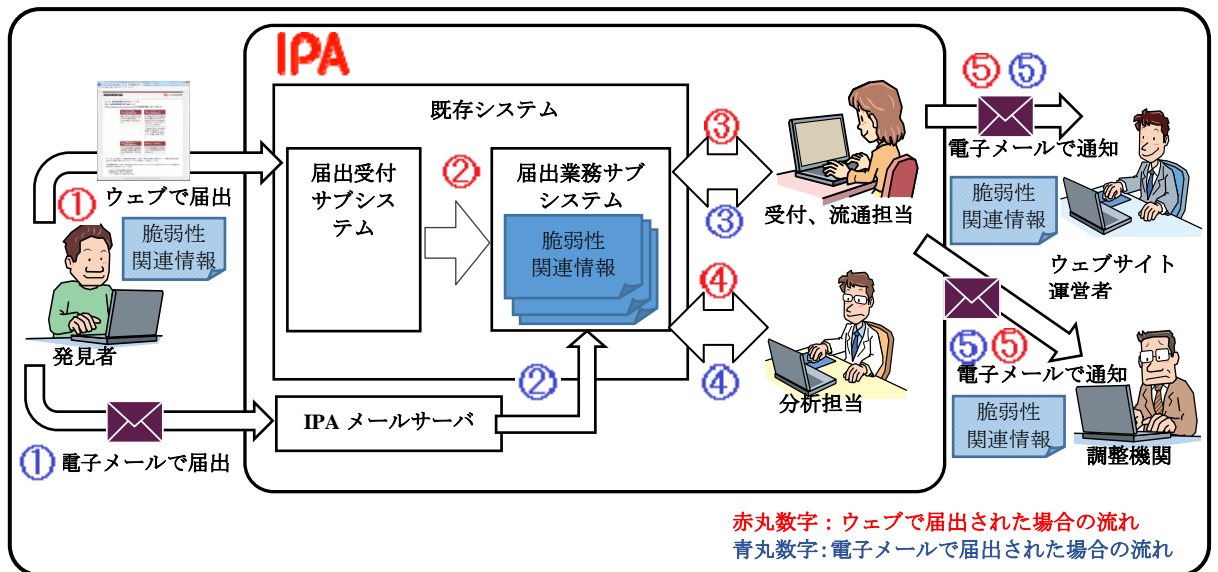 IPA
既存システム
届出受付
サブシス
テム
②
届出業務サブ
システム
脆弱性
関連情報
ウェブで届出
①
脆弱性
関連情報
発見者
③
③
受付、流通担当
④
④
分析担当
⑤ ⑤
電子メールで通知
脆弱性
関連情報
ウェブサイト
運営者
⑤ ⑤
電子メールで通知
脆弱性
関連情報
調整機関
②
IPA メールサーバ
① 電子メールで届出
赤丸数字：ウェブで届出された場合の流れ
青丸数字：電子メールで届出された場合の流れ